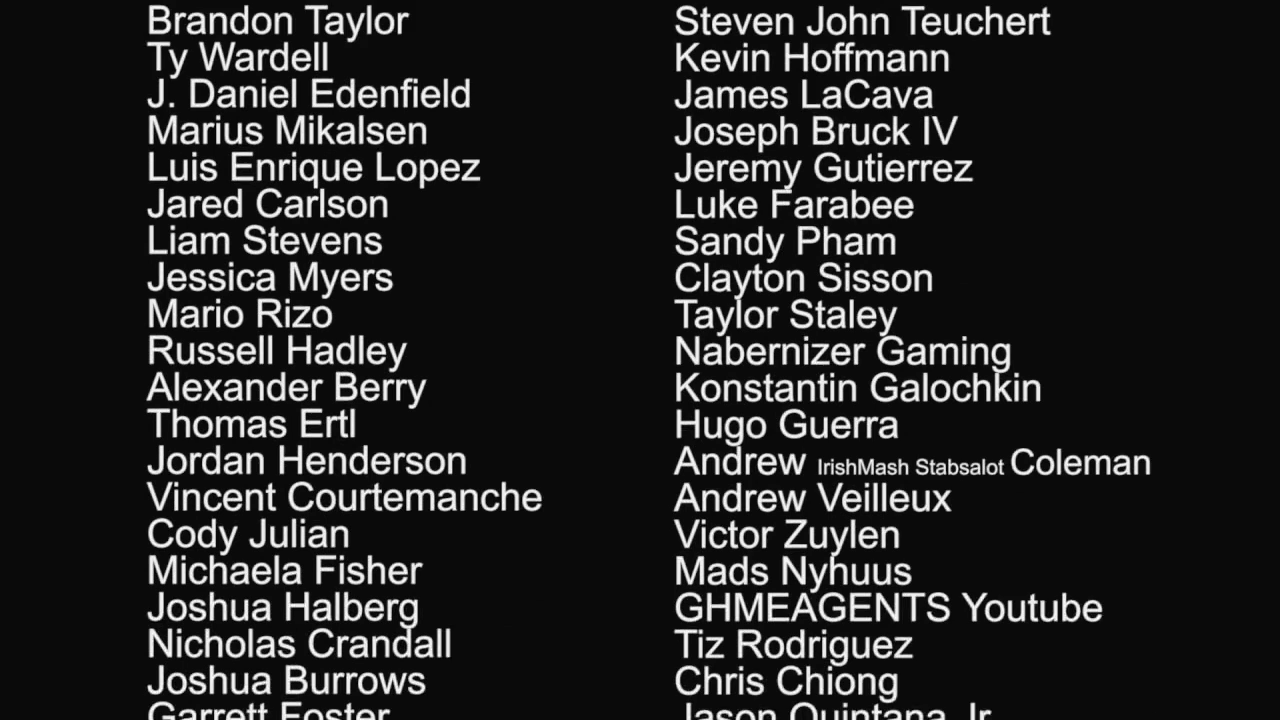 Brandon Taylor
Ty Wardell
J. Daniel Edenfield
Marius Mikalsen
Luis Enrique Lopez
Jared Carlson
Liam Stevens
Jessica Myers
Mario Rizo
Russell Hadley
Alexander Berry
Thomas Ertl
Jordan Henderson
Vincent Courtemanche
Cody Julian
Michaela Fisher
Joshua Halberg
Nicholas Crandall
Joshua Burrows
Garrett Foster
Steven John Teuchert
Kevin Hoffmann
James LaCava
Joseph Bruck IV
Jeremy Gutierrez
Luke Farabee
Sandy Pham
Clayton Sisson
Taylor Staley
Nabernizer Gaming
Konstantin Galochkin
Hugo Guerra
Andrew IrishMash Stabsalot Coleman
Andrew Veilleux
Victor Zuylen
Mads Nyhuus
GHMEAGENTS Youtube
Tiz Rodriguez
Chris Chiong
Jason Quintana Jr